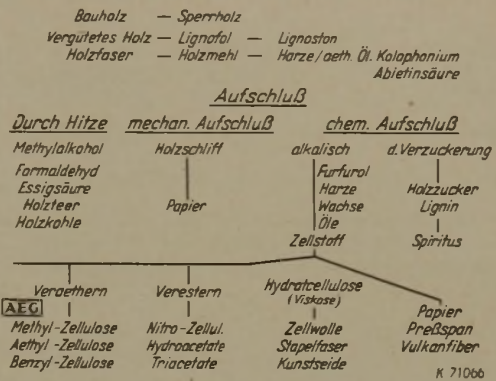 Bauholz — Sperrholz
Vergütetes Holz — Lignofol — Lignoston
Holzfaser — Holzmehl — Harze/aeth. Öl. Kolophonium
Abietinsäure
Aufschluß
Durch Hitze mechan. Aufschluß chem. Aufschluß
Methylalkohol Holzschliff alkalisch d. Verzuckerung
Formaldehyd Furfurol
Essigsäure Harze Holzzucker
Holzteer Papier Wachse Lignin
Holzkohle Öle
Zellstoff Spiritus
Veraethern Verestern Hydratcellulose
(Viskose)
AEG Papier
Methyl-Zellulose Nitro-Zellul. Zellwolle Preßspan
Aethyl-Zellulose Hydroacetate Stapelfaser Vulkanfiber
Benzyl-Zellulose Triacetate Kunstseide
K 71066